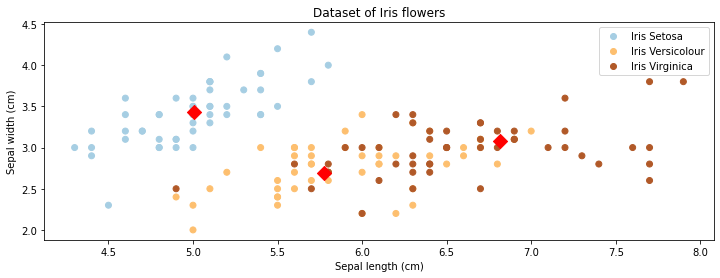 Dataset of Iris flowers
4.5
4.0
3.5
3.0
2.5
2.0
Sepal width (cm)
Iris Setosa
Iris Versicolour
Iris Virginica
4.5 5.0 5.5 6.0 6.5 7.0 7.5 8.0
Sepal length (cm)